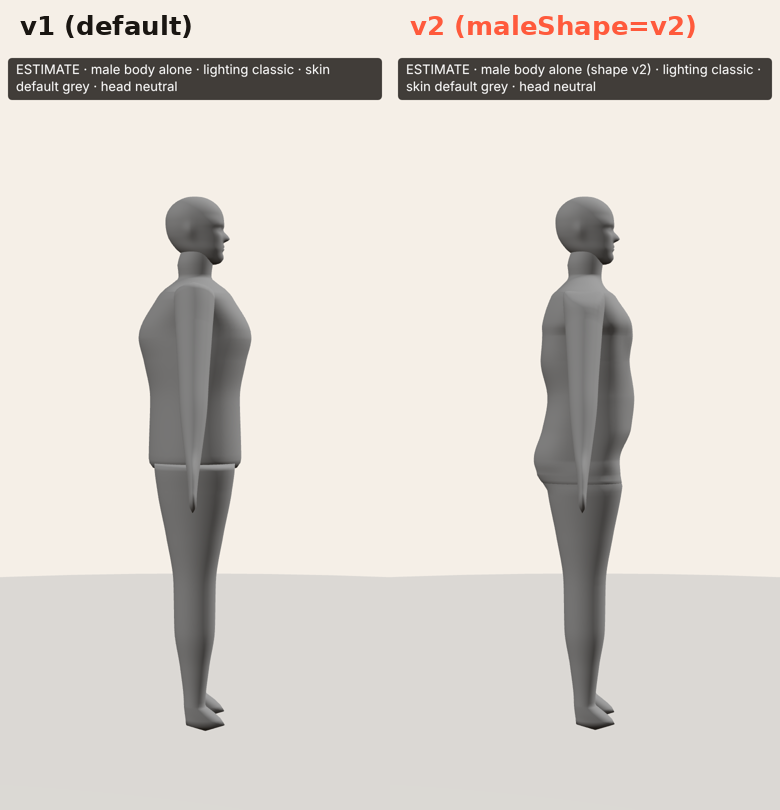 v1 (default)
ESTIMATE · male body alone · lighting classic · skin
default grey · head neutral
v2 (maleShape=v2)
ESTIMATE · male body alone (shape v2) · lighting classic ·
skin default grey · head neutral